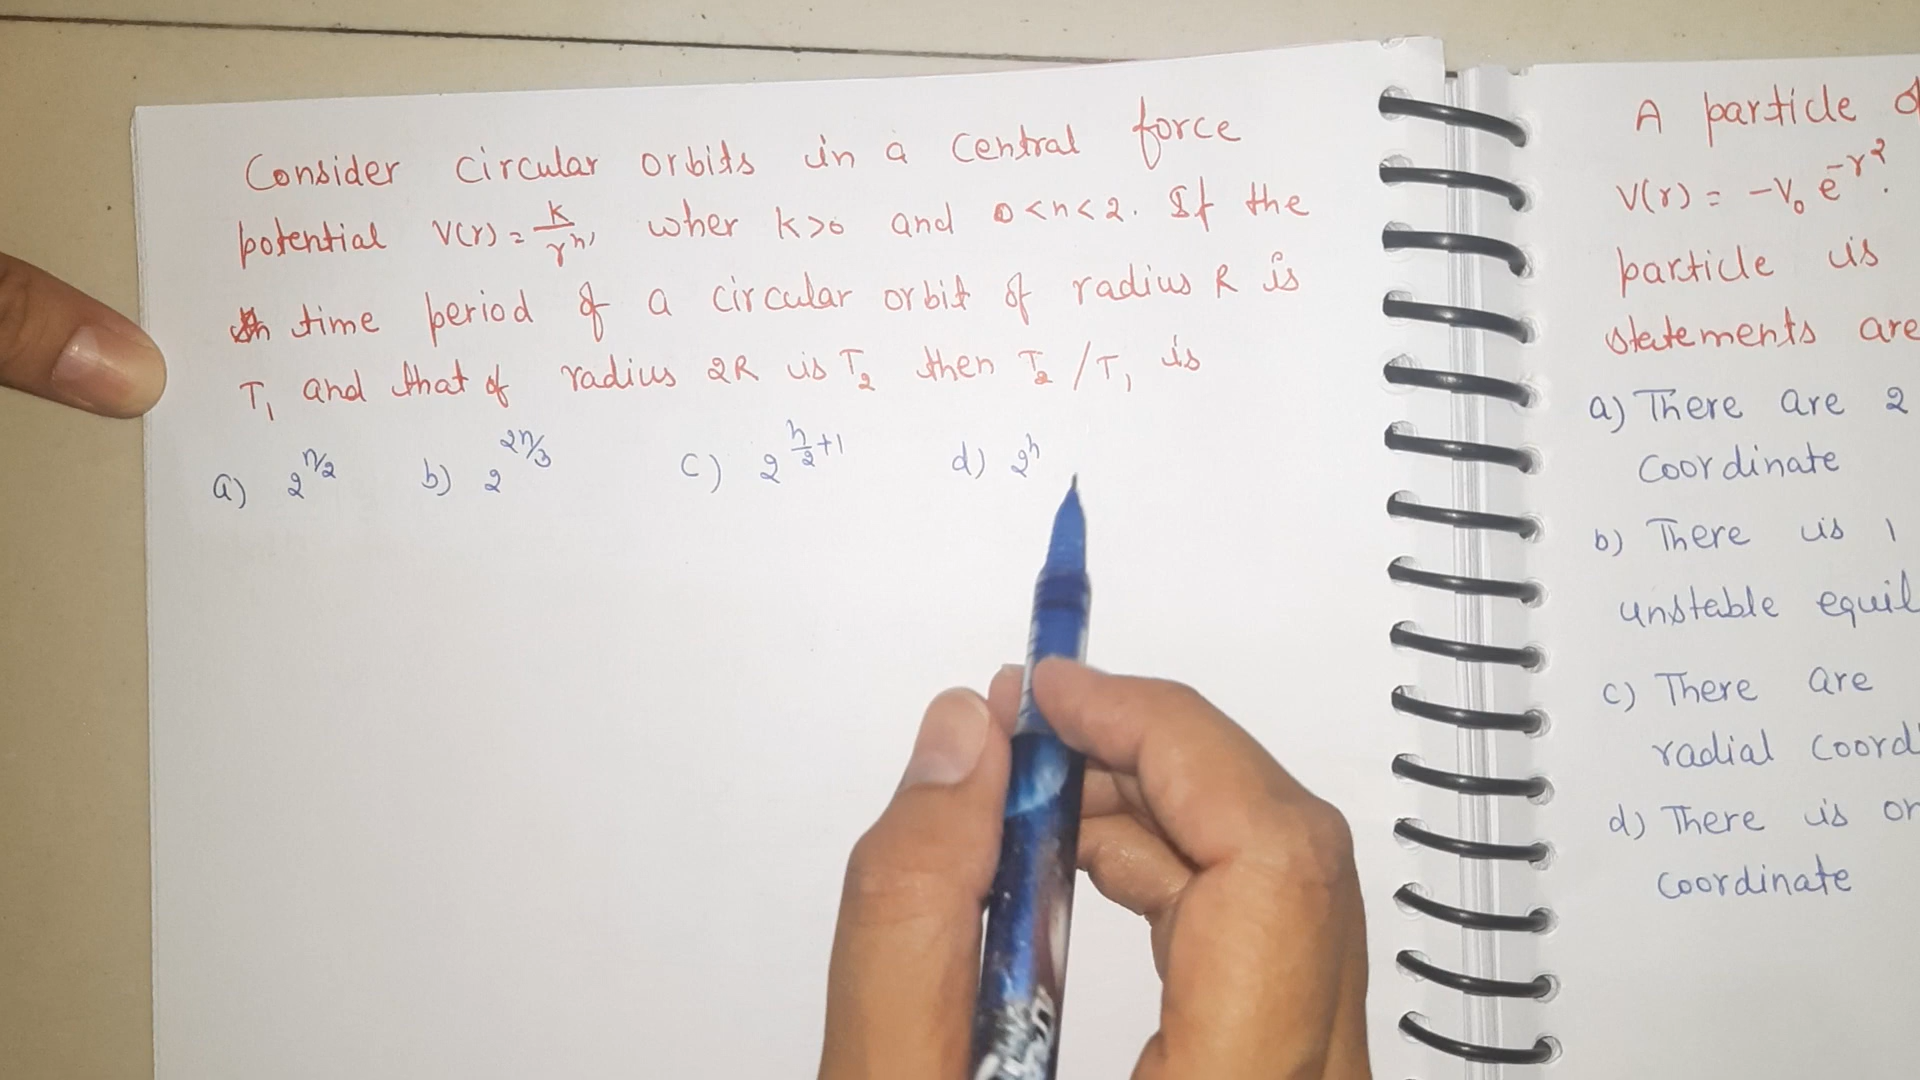 Consider circular orbits in a central force
potential V(r) = k/rⁿ, wher k>0 and 0<n<2. If the
time period of a circular orbit of radius R is
T₁ and that of radius 2R is T₂ then T₂/T₁ is
a) 2^(n/2) b) 2^(2n/3) c) 2^(n/2+1) d) 2ⁿ
A particle
V(r) = -V₀ e^(-r²).
particle is
statements are
a) There are 2
coordinate
b) There is 1
unstable
c) There are
radial
d) There is
coordinate